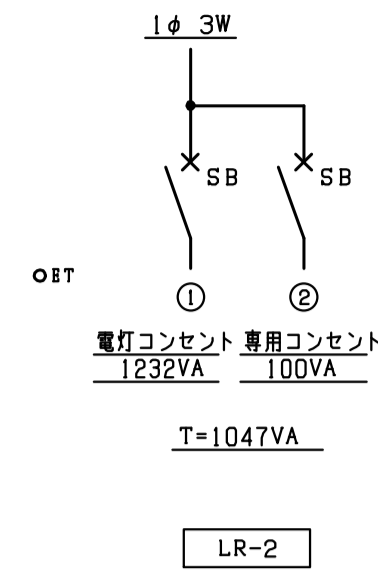 1φ 3W
SB SB
ET
① ②
電灯コンセント 専用コンセント
1232VA 100VA
T=1047VA
LR-2